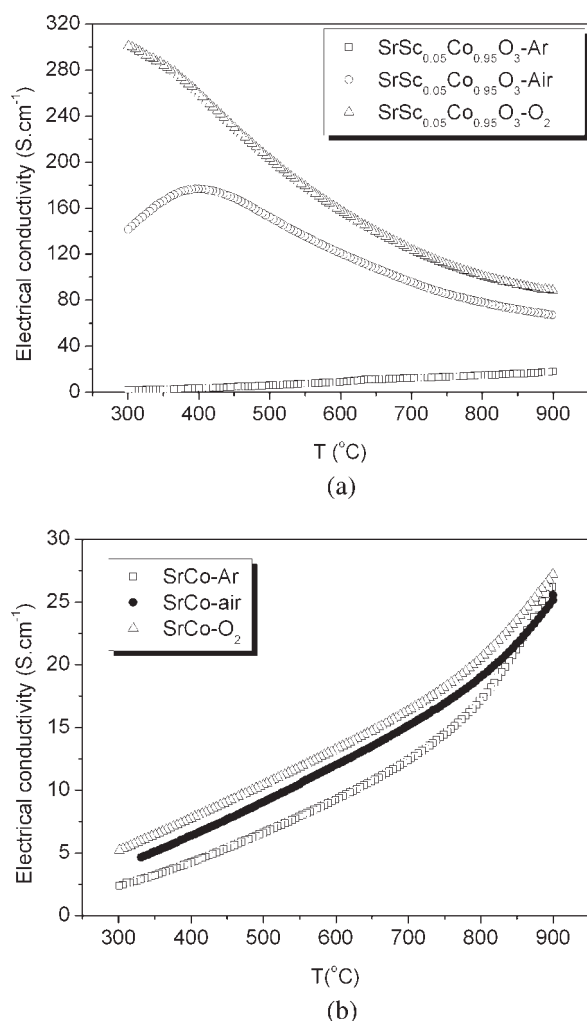 320
280
240
200
160
120
80
40
0
Electrical conductivity (S.cm⁻¹)
SrSc₀.₀₅Co₀.₉₅O₃-Ar
SrSc₀.₀₅Co₀.₉₅O₃-Air
SrSc₀.₀₅Co₀.₉₅O₃-O₂
300 400 500 600 700 800 900
T (°C)
(a)
30
25
20
15
10
5
0
Electrical conductivity (S.cm⁻¹)
SrCo-Ar
SrCo-air
SrCo-O₂
300 400 500 600 700 800 900
T(°C)
(b)